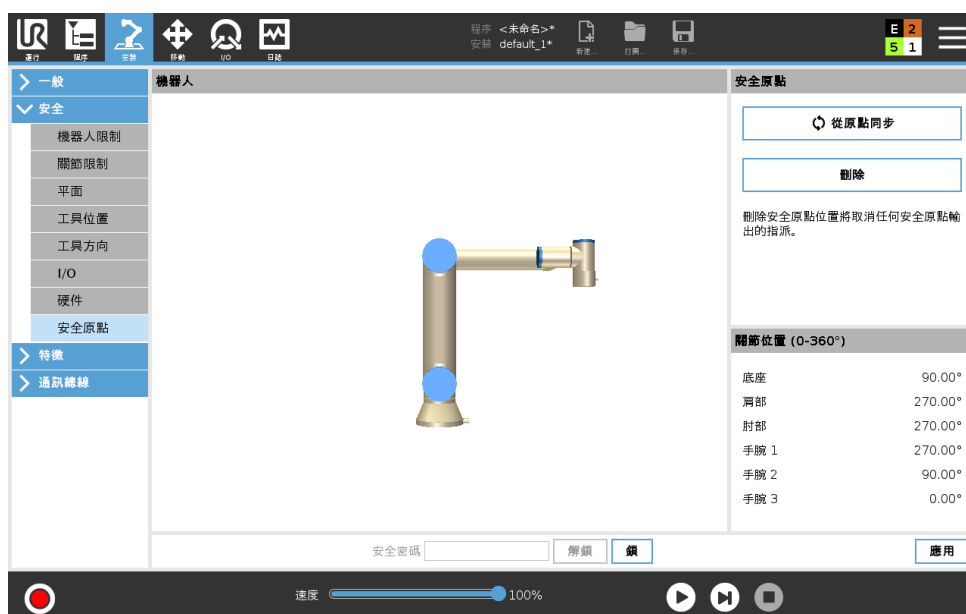 UR
運行
程序
安裝
移動
I/O
日誌
程序 <未命名>*
安裝 default_1*
新建...
打開...
保存...
E 2
5 1
一般
安全
機器人限制
關節限制
平面
工具位置
工具方向
I/O
硬件
安全原點
特徵
通訊總線
機器人
安全原點
從原點同步
刪除
刪除安全原點位置將取消任何安全原點輸
出的指派。
關節位置 (0-360°)
底座 90.00°
肩部 270.00°
肘部 270.00°
手腕 1 270.00°
手腕 2 90.00°
手腕 3 0.00°
安全密碼 解鎖 鎖 應用
速度 100%